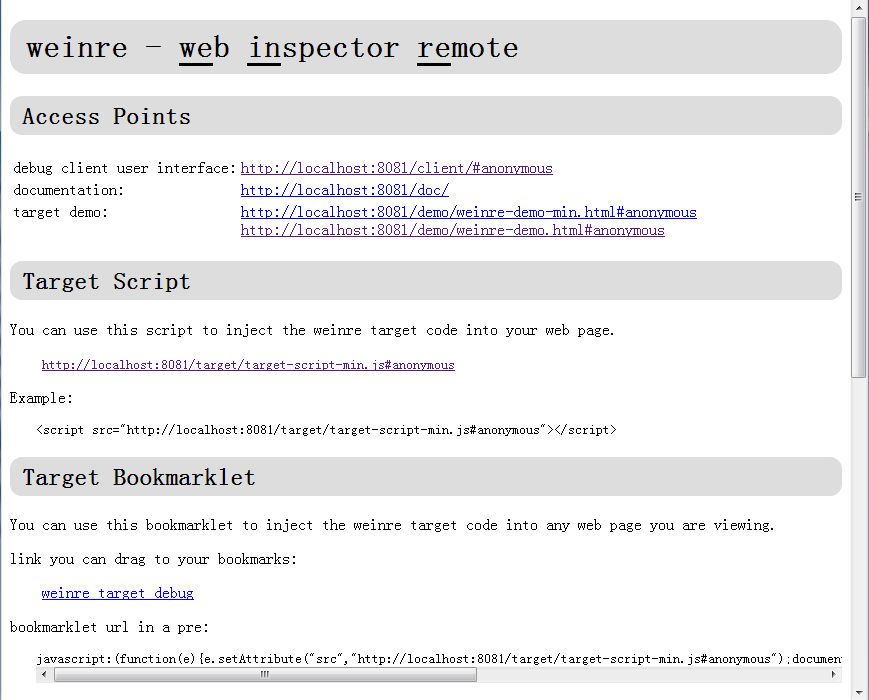 weinre - web inspector remote
Access Points
debug client user interface: http://localhost:8081/client/#anonymous
documentation: http://localhost:8081/doc/
target demo: http://localhost:8081/demo/weinre-demo-min.html#anonymous
http://localhost:8081/demo/weinre-demo.html#anonymous
Target Script
You can use this script to inject the weinre target code into your web page.
http://localhost:8081/target/target-script-min.js#anonymous
Example:
<script src="http://localhost:8081/target/target-script-min.js#anonymous"></script>
Target Bookmarklet
You can use this bookmarklet to inject the weinre target code into any web page you are viewing.
link you can drag to your bookmarks:
weinre target debug
bookmarklet url in a pre:
javascript:(function(e){e.setAttribute("src","http://localhost:8081/target/target-script-min.js#anonymous");documen